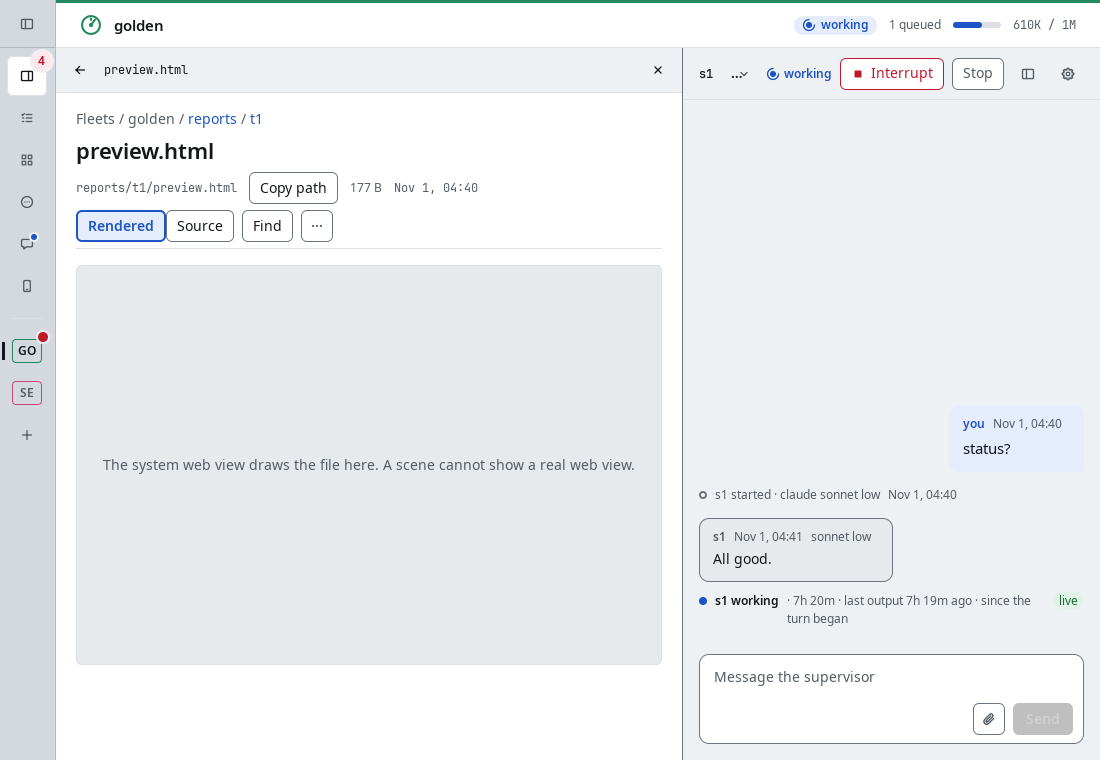 golden
working
1 queued
610K / 1M
4
GO
SE
preview.html
Fleets / golden / reports / t1
preview.html
reports/t1/preview.html
Copy path
177 B
Nov 1, 04:40
Rendered
Source
Find
...
The system web view draws the file here. A scene cannot show a real web view.
s1
...
working
Interrupt
Stop
you Nov 1, 04:40
status?
s1 started · claude sonnet low Nov 1, 04:40
s1 Nov 1, 04:41 sonnet low
All good.
s1 working · 7h 20m · last output 7h 19m ago · since the
turn began
live
Message the supervisor
Send